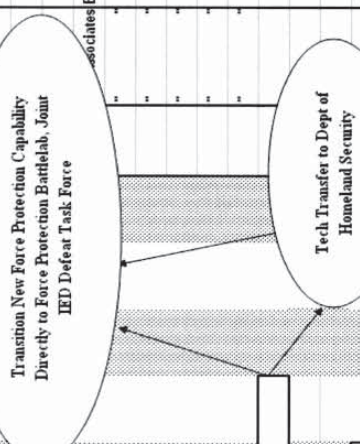 ssociates
Transition New Force Protection Capability
Directly to Force Protection Battlelab, Joint
IED Defeat Task Force
Tech Transfer to Dept of
Homeland Security